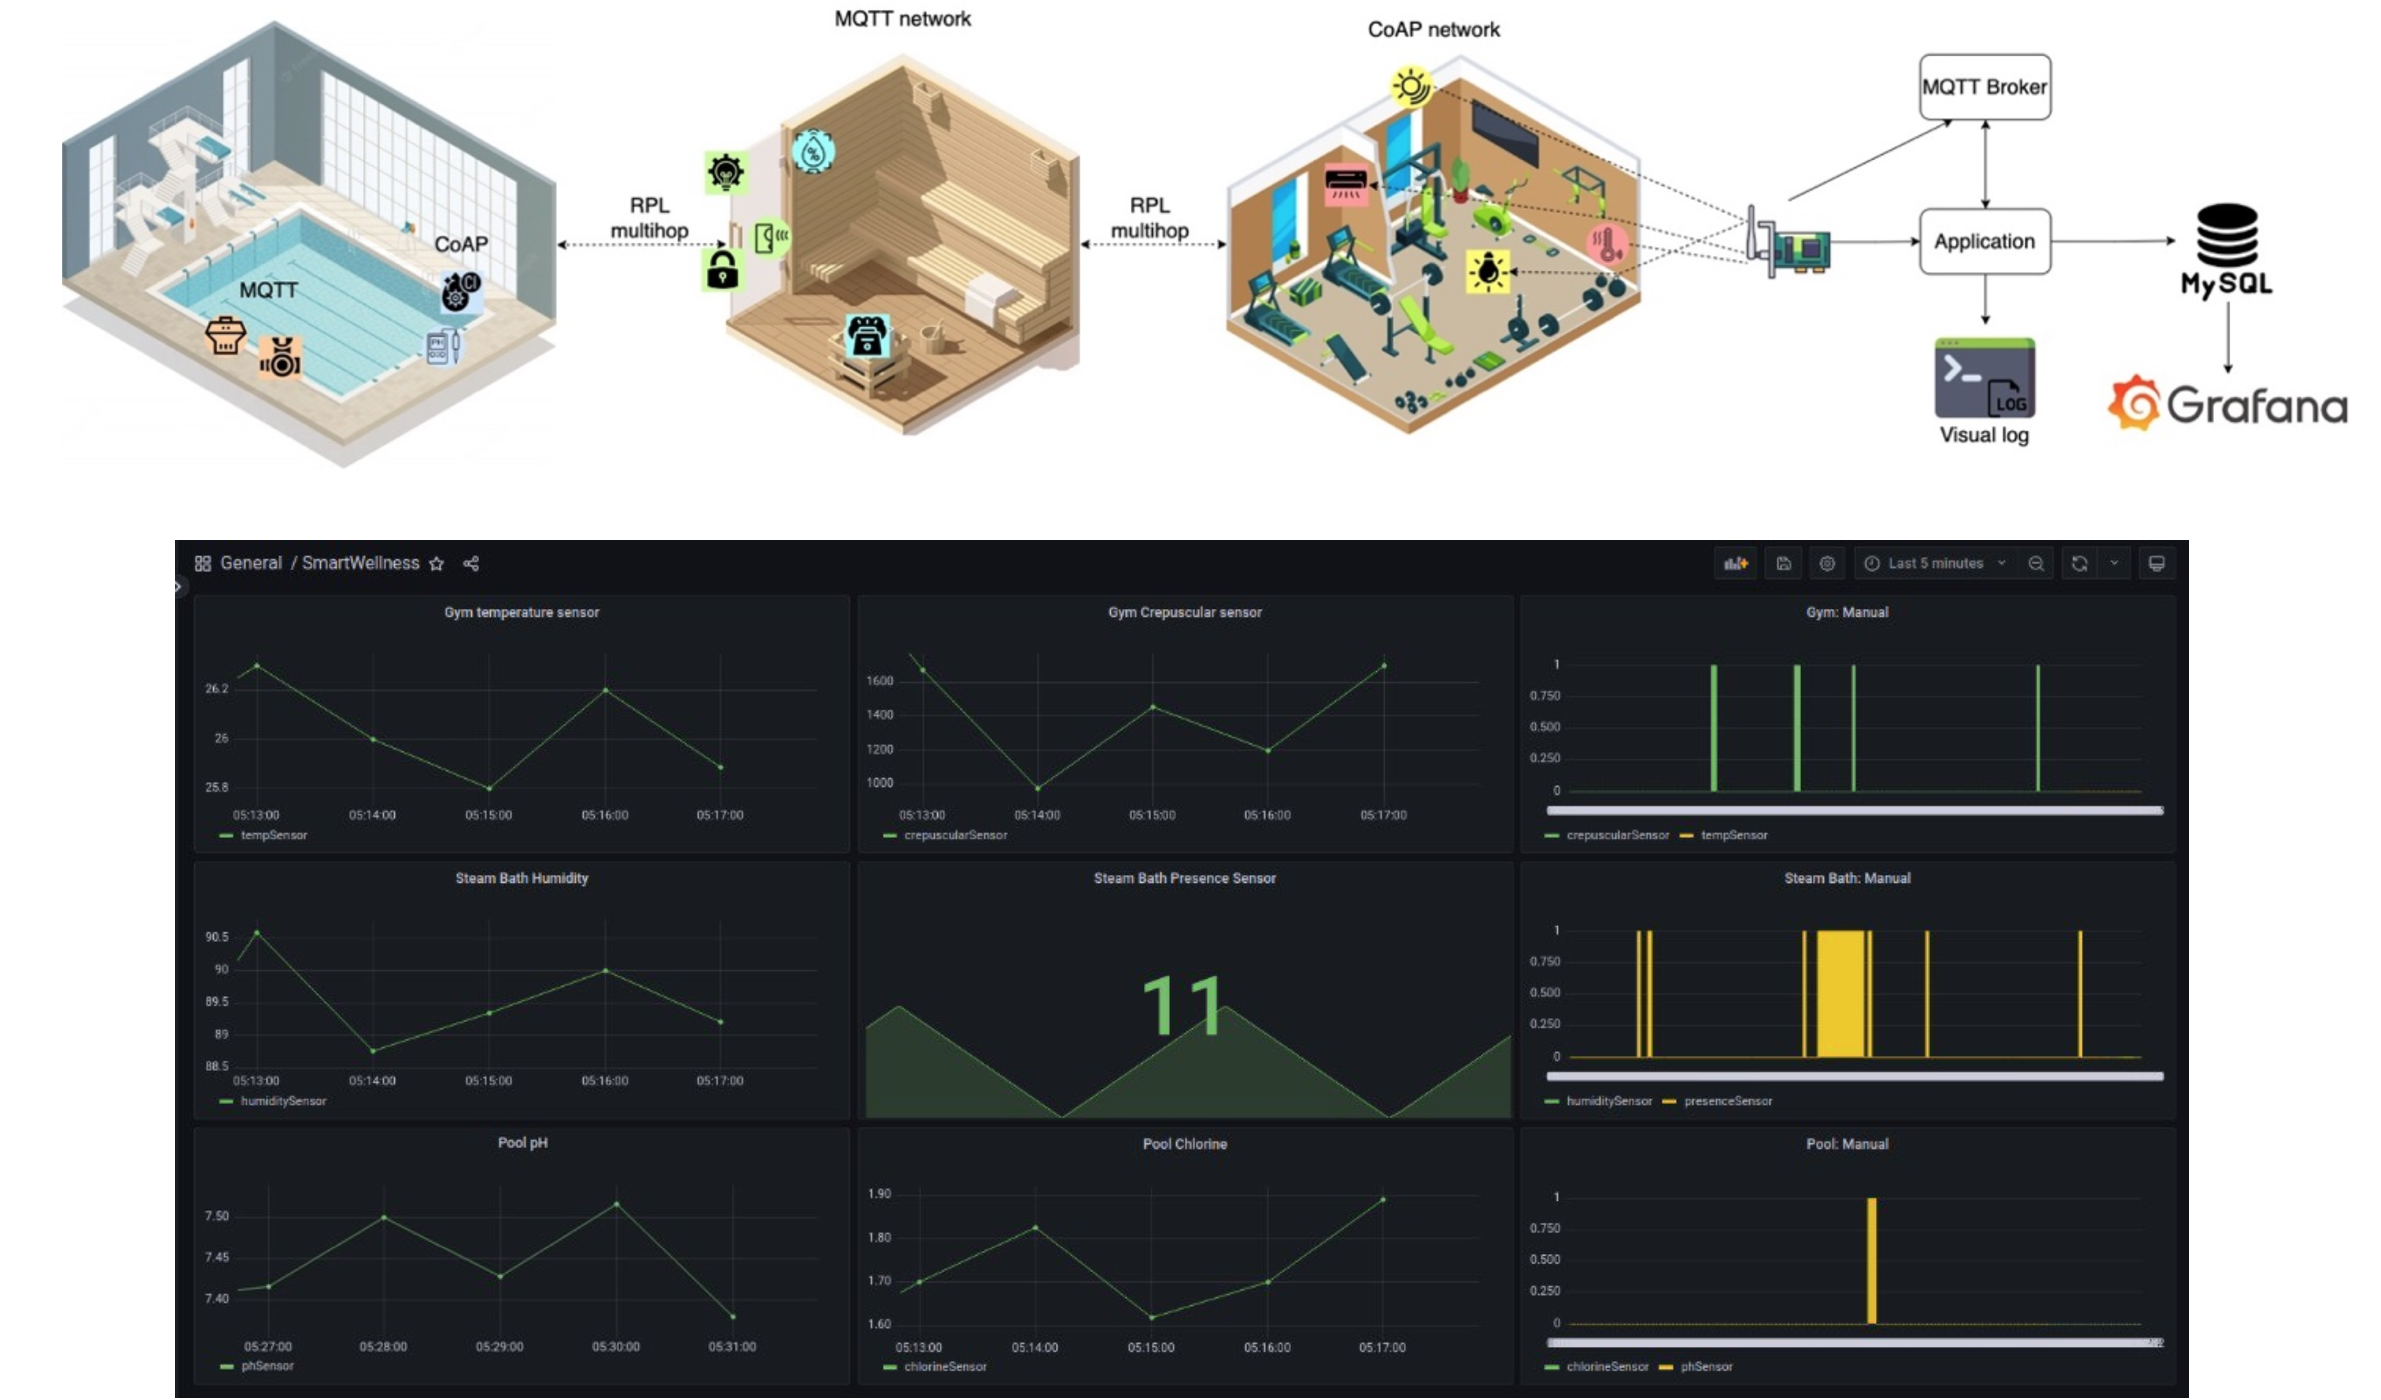 MQTT network
CoAP network
MQTT Broker
RPL
multihop
RPL
multihop
CoAP
MQTT
Cl
PH
%
Application
MySQL
LOG
Visual log
Grafana
General / SmartWellness
Last 5 minutes
Gym temperature sensor
26.2
26
25.8
05:13:00 05:14:00 05:15:00 05:16:00 05:17:00
tempSensor
Gym Crepuscular sensor
1600
1400
1200
1000
05:13:00 05:14:00 05:15:00 05:16:00 05:17:00
crepuscularSensor
Gym: Manual
1
0.750
0.500
0.250
0
crepuscularSensor tempSensor
Steam Bath Humidity
90.5
90
89.5
89
88.5
05:13:00 05:14:00 05:15:00 05:16:00 05:17:00
humiditySensor
Steam Bath Presence Sensor
11
Steam Bath: Manual
1
0.750
0.500
0.250
0
humiditySensor presenceSensor
Pool pH
7.50
7.45
7.40
05:27:00 05:28:00 05:29:00 05:30:00 05:31:00
phSensor
Pool Chlorine
1.90
1.80
1.70
1.60
05:13:00 05:14:00 05:15:00 05:16:00 05:17:00
chlorineSensor
Pool: Manual
1
0.750
0.500
0.250
0
chlorineSensor phSensor